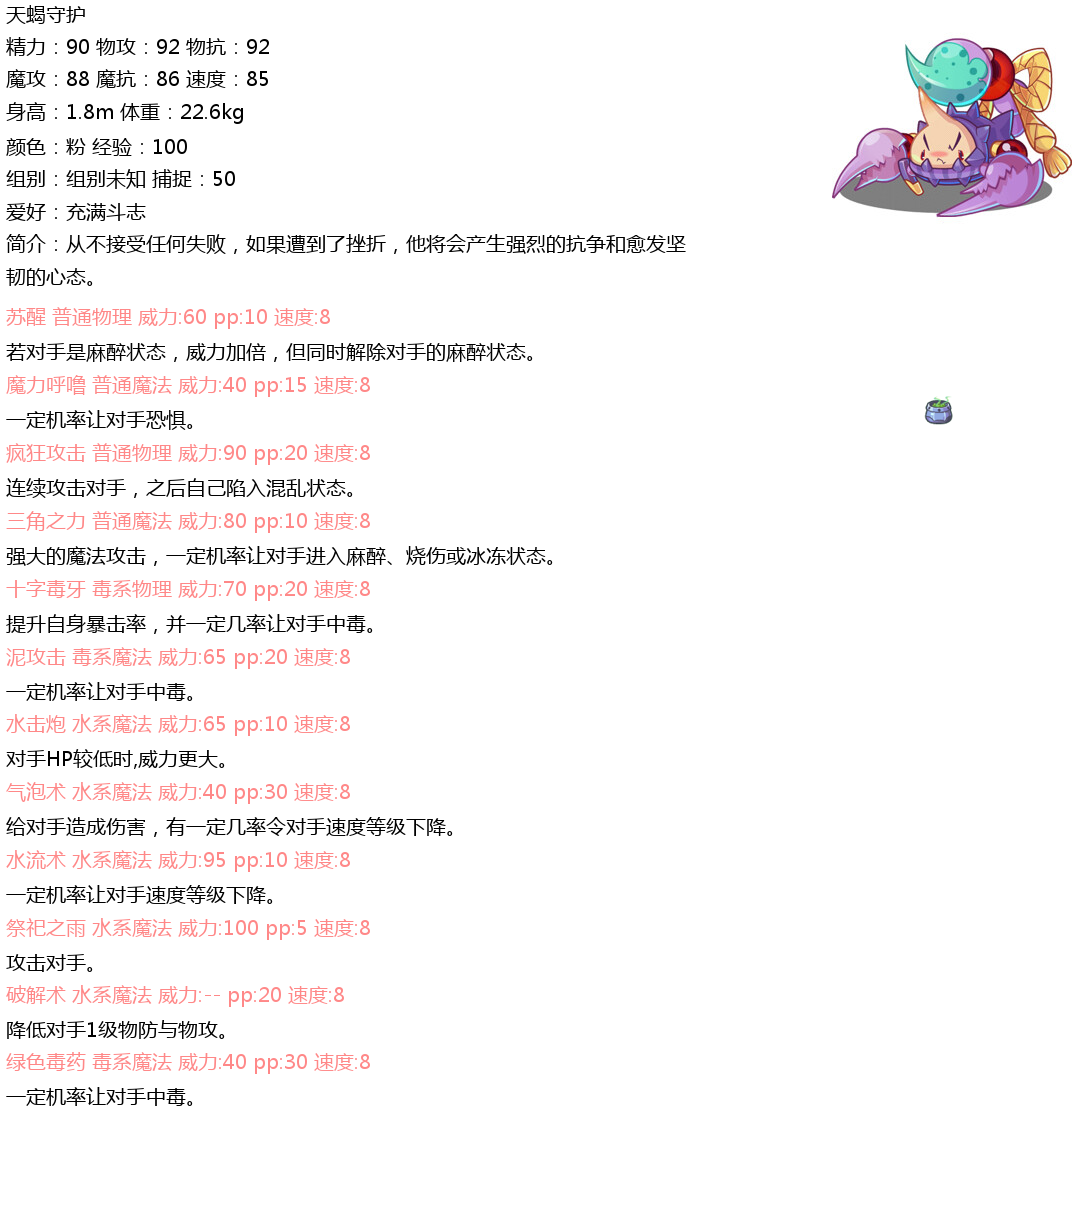 天蝎守护
精力：90 物攻：92 物抗：92
魔攻：88 魔抗：86 速度：85
身高：1.8m 体重：22.6kg
颜色：粉 经验：100
组别：组别未知 捕捉：50
爱好：充满斗志
简介：从不接受任何失败，如果遭到了挫折，他将会产生强烈的抗争和愈发坚
韧的心态。
苏醒 普通物理 威力:60 pp:10 速度:8
若对手是麻醉状态，威力加倍，但同时解除对手的麻醉状态。
魔力呼噜 普通魔法 威力:40 pp:15 速度:8
一定机率让对手恐惧。
疯狂攻击 普通物理 威力:90 pp:20 速度:8
连续攻击对手，之后自己陷入混乱状态。
三角之力 普通魔法 威力:80 pp:10 速度:8
强大的魔法攻击，一定机率让对手进入麻醉、烧伤或冰冻状态。
十字毒牙 毒系物理 威力:70 pp:20 速度:8
提升自身暴击率，并一定几率让对手中毒。
泥攻击 毒系魔法 威力:65 pp:20 速度:8
一定机率让对手中毒。
水击炮 水系魔法 威力:65 pp:10 速度:8
对手HP较低时,威力更大。
气泡术 水系魔法 威力:40 pp:30 速度:8
给对手造成伤害，有一定几率令对手速度等级下降。
水流术 水系魔法 威力:95 pp:10 速度:8
一定机率让对手速度等级下降。
祭祀之雨 水系魔法 威力:100 pp:5 速度:8
攻击对手。
破解术 水系魔法 威力:-- pp:20 速度:8
降低对手1级物防与物攻。
绿色毒药 毒系魔法 威力:40 pp:30 速度:8
一定机率让对手中毒。